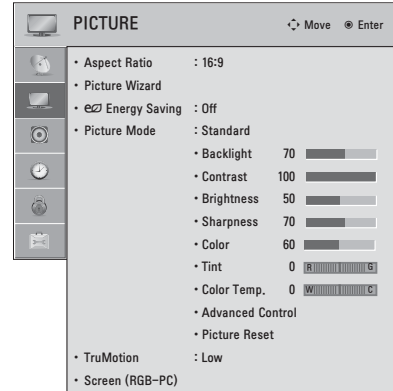 PICTURE Move Enter
• Aspect Ratio : 16:9
• Picture Wizard
• eco Energy Saving : Off
• Picture Mode : Standard
• Backlight 70
• Contrast 100
• Brightness 50
• Sharpness 70
• Color 60
• Tint 0 R G
• Color Temp. 0 W C
• Advanced Control
• Picture Reset
• TruMotion : Low
• Screen (RGB-PC)